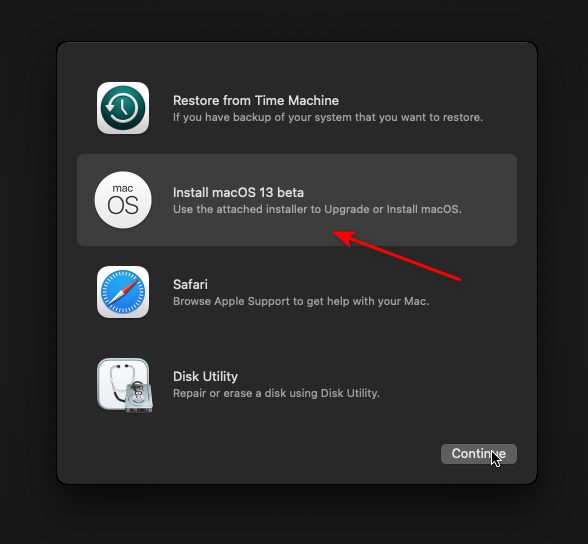 Restore from Time Machine
If you have backup of your system that you want to restore.
mac
OS
Install macOS 13 beta
Use the attached installer to Upgrade or Install macOS.
Safari
Browse Apple Support to get help with your Mac.
Disk Utility
Repair or erase a disk using Disk Utility.
Continue